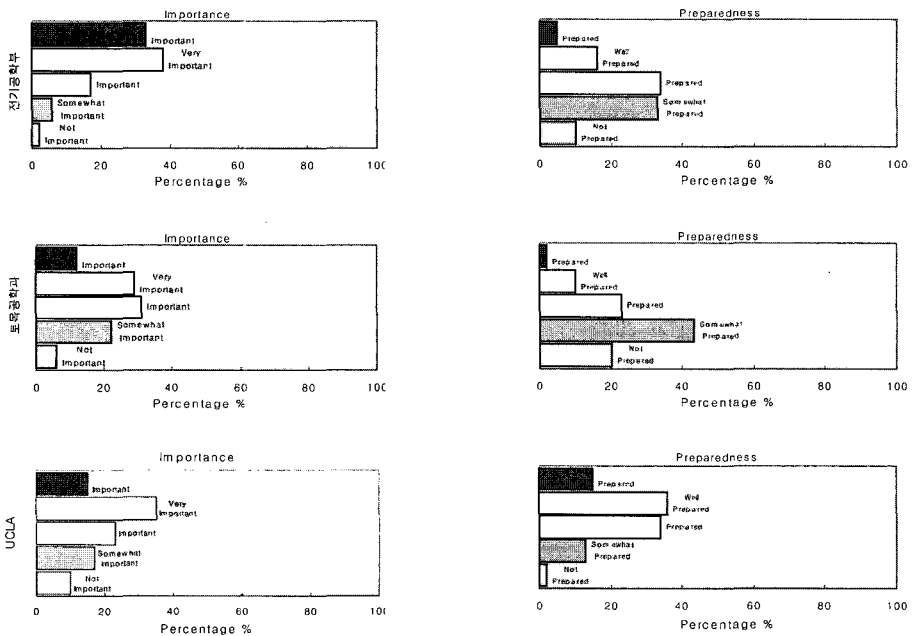 Importance
전기공학부
Important
Very
Important
Important
Somewhat
Important
Not
Important
0 20 40 60 80 100
Percentage %
Preparedness
Prepared
Well
Prepared
Prepared
Somewhat
Prepared
Not
Prepared
0 20 40 60 80 100
Percentage %
Importance
토목공학과
Important
Very
Important
Important
Somewhat
Important
Not
Important
0 20 40 60 80 100
Percentage %
Preparedness
Prepared
Well
Prepared
Prepared
Somewhat
Prepared
Not
Prepared
0 20 40 60 80 100
Percentage %
Importance
UCLA
Important
Very
Important
Important
Somewhat
Important
Not
Important
0 20 40 60 80 100
Percentage %
Preparedness
Prepared
Well
Prepared
Prepared
Somewhat
Prepared
Not
Prepared
0 20 40 60 80 100
Percentage %